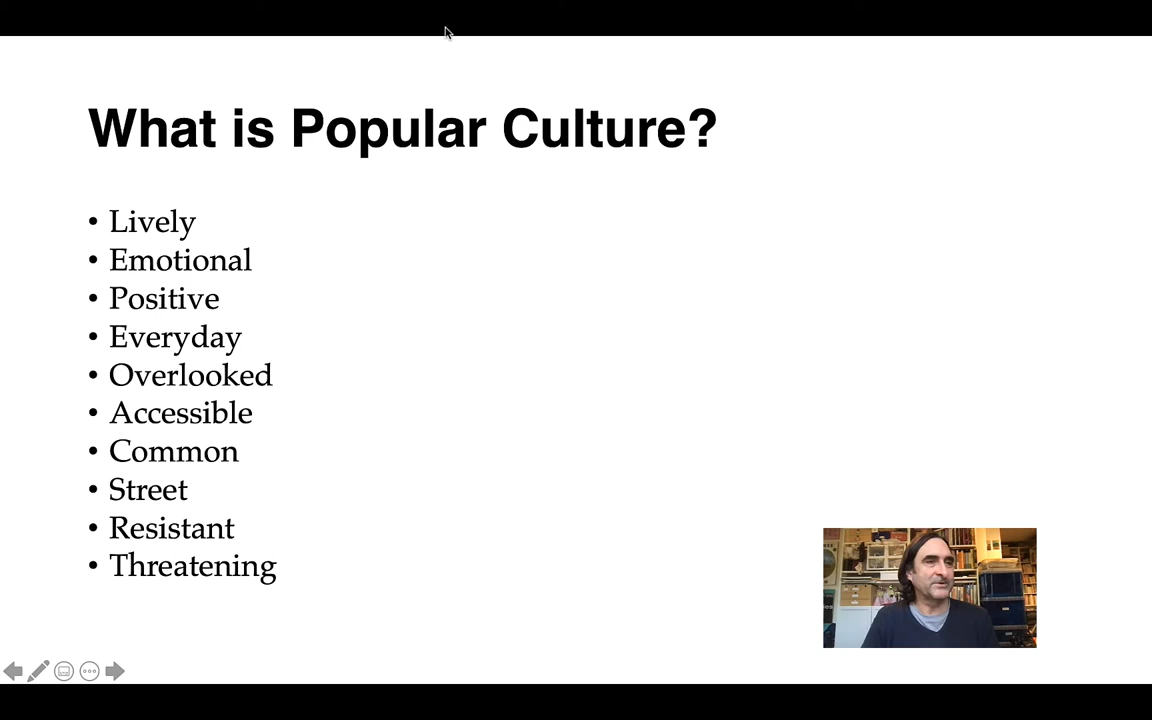 What is Popular Culture?
• Lively
• Emotional
• Positive
• Everyday
• Overlooked
• Accessible
• Common
• Street
• Resistant
• Threatening